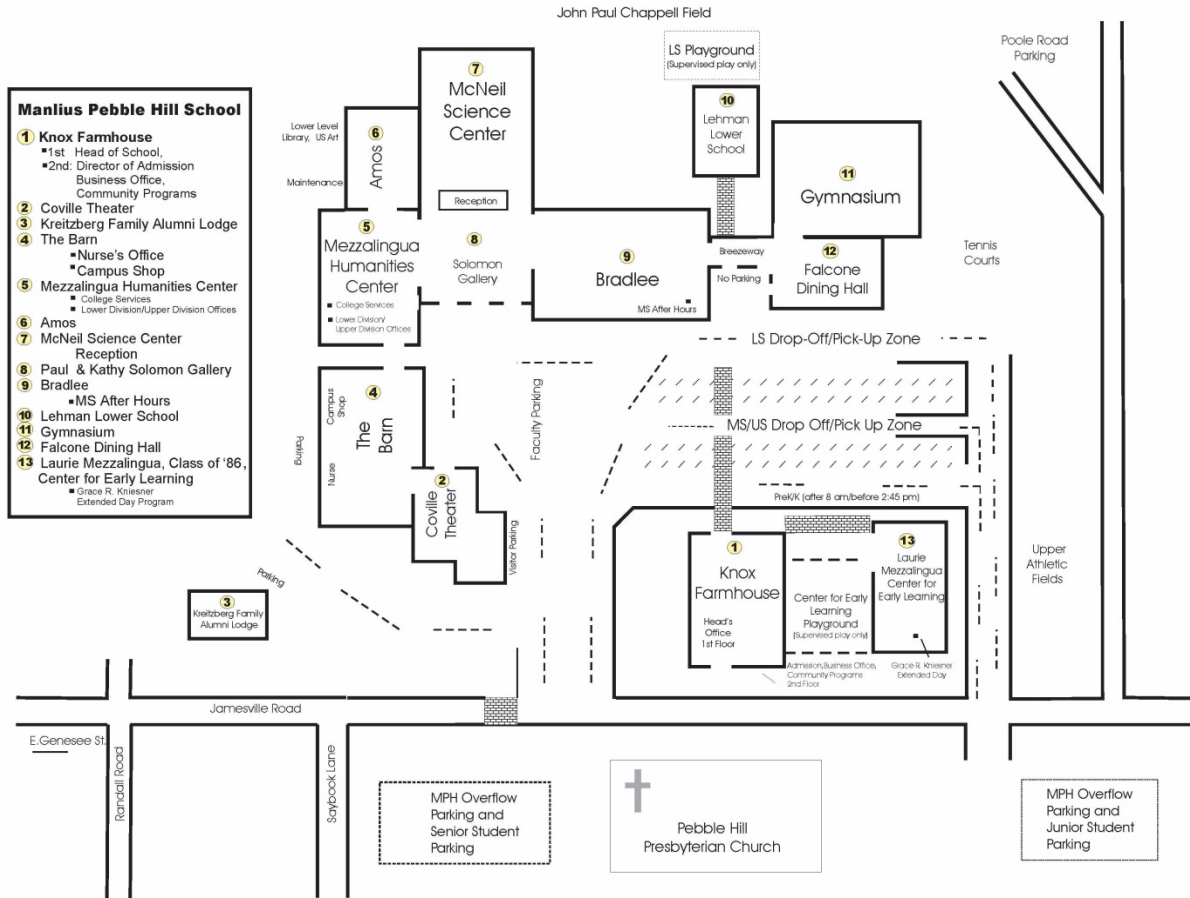 John Paul Chappell Field
LS Playground
(Supervised play only)
Poole Road
Parking
Manlius Pebble Hill School
1 Knox Farmhouse
1st Head of School,
2nd: Director of Admission
Business Office,
Community Programs
2 Coville Theater
3 Kreitzberg Family Alumni Lodge
4 The Barn
Nurse's Office
Campus Shop
5 Mezzalingua Humanities Center
College Services
Lower Division/Upper Division Offices
6 Amos
7 McNeil Science Center
Reception
8 Paul & Kathy Solomon Gallery
9 Bradlee
MS After Hours
10 Lehman Lower School
11 Gymnasium
12 Falcone Dining Hall
13 Laurie Mezzalingua, Class of '86,
Center for Early Learning
Grace R. Kniesner
Extended Day Program
7
McNeil
Science
Center
Reception
Lower Level
Library, US Art
Maintenance
6
Amos
5
Mezzalingua
Humanities
Center
College Services
Lower Division/
Upper Division Offices
8
Solomon
Gallery
9
Bradlee
MS After Hours
10
Lehman
Lower
School
11
Gymnasium
Breezeway
No Parking
12
Falcone
Dining Hall
Tennis
Courts
LS Drop-Off/Pick-Up Zone
MS/US Drop Off/Pick Up Zone
PreK/K (after 8 am/before 2:45 pm)
Faculty Parking
4
The
Barn
Campus
Shop
Nurse
Parking
2
Coville
Theater
Visitor Parking
Parking
3
Kreitzberg Family
Alumni Lodge
1
Knox
Farmhouse
Head's
Office
1st Floor
Center for Early
Learning
Playground
(Supervised play only)
13
Laurie
Mezzalingua
Center for
Early Learning
Admission,Business Office,
Community Programs
2nd Floor
Grace R. Kniesner
Extended Day
Upper
Athletic
Fields
Jamesville Road
E.Genesee St.
Randall Road
Saybook Lane
MPH Overflow
Parking and
Senior Student
Parking
Pebble Hill
Presbyterian Church
MPH Overflow
Parking and
Junior Student
Parking